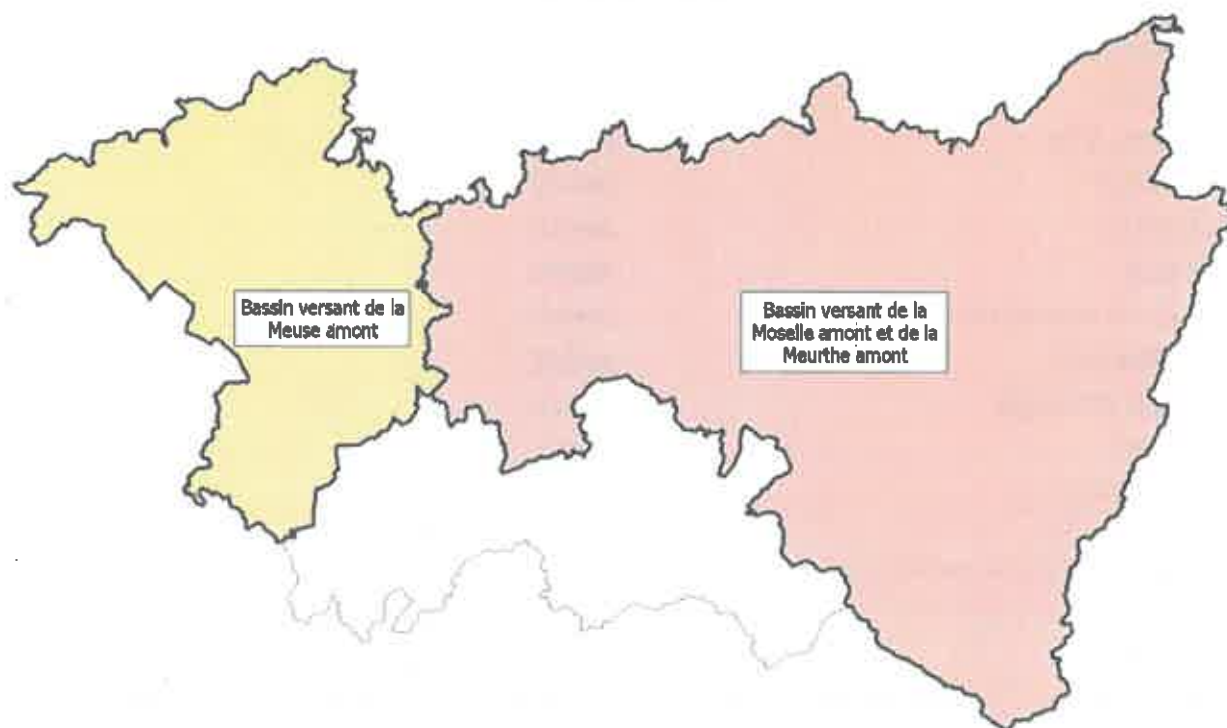 Bassin versant de la
Meuse amont
Bassin versant de la
Moselle amont et de la
Meurthe amont